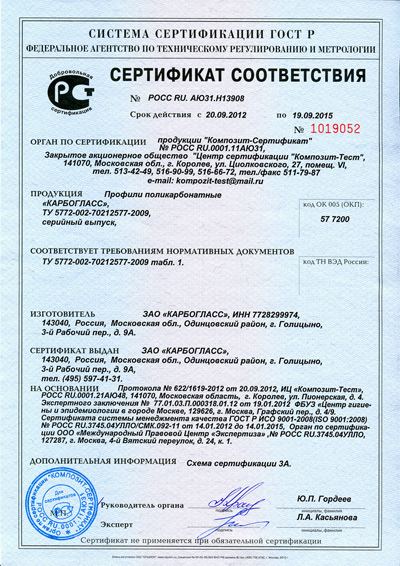 СИСТЕМА СЕРТИФИКАЦИИ ГОСТ Р
ФЕДЕРАЛЬНОЕ АГЕНТСТВО ПО ТЕХНИЧЕСКОМУ РЕГУЛИРОВАНИЮ И МЕТРОЛОГИИ
Добровольная
сертификация
СЕРТИФИКАТ СООТВЕТСТВИЯ
№ РОСС RU. АЮ31.Н13908
Срок действия с 20.09.2012 по 19.09.2015
№ 1019052
ОРГАН ПО СЕРТИФИКАЦИИ продукции "Композит-Сертификат"
№ РОСС RU.0001.11АЮ31,
Закрытое акционерное общество "Центр сертификации "Композит-Тест",
141070, Московская обл., г. Королев, ул. Циолковского, 27, помещ. VI,
тел. 513-42-49, 516-90-99, 516-66-72, тел./факс 511-79-87
e-mail: kompozit-test@mail.ru
ПРОДУКЦИЯ Профили поликарбонатные
«КАРБОГЛАСС»,
ТУ 5772-002-70212577-2009,
серийный выпуск,
код ОК 005 (ОКП):
57 7200
СООТВЕТСТВУЕТ ТРЕБОВАНИЯМ НОРМАТИВНЫХ ДОКУМЕНТОВ
ТУ 5772-002-70212577-2009 табл. 1.
код ТН ВЭД России:
ИЗГОТОВИТЕЛЬ ЗАО «КАРБОГЛАСС», ИНН 7728299974,
143040, Россия, Московская обл., Одинцовский район, г. Голицыно,
3-й Рабочий пер., д. 9А.
СЕРТИФИКАТ ВЫДАН ЗАО «КАРБОГЛАСС»,
143040, Россия, Московская обл., Одинцовский район, г. Голицыно,
3-й Рабочий пер., д. 9А,
тел. (495) 597-41-31.
НА ОСНОВАНИИ Протокола № 622/1619-2012 от 20.09.2012, ИЦ «Композит-Тест»,
РОСС RU.0001.21АЮ48, 141070, Московская область, г. Королев, ул. Пионерская, д. 4.
Экспертного заключения № 77.01.03.П.000318.01.12 от 19.01.2012 ФБУЗ «Центр гигие-
ны и эпидемиологии в городе Москве, 129626, г. Москва, Графский пер., д. 4/9.
Сертификата системы менеджмента качества ГОСТ Р ИСО 9001-2008(ISO 9001:2008)
№ РОСС RU.3745.04УЛЛО/СМК.092-11 от 14.01.2012 до 14.01.2015, Орган по сертифика-
ции ООО «Международный Правовой Центр «Экспертиза», № РОСС RU.3745.04УЛЛО,
127287, г. Москва, 4-й Вятский переулок, д. 24, к. 1.
ДОПОЛНИТЕЛЬНАЯ ИНФОРМАЦИЯ Схема сертификации 3А.
М.П.
Руководитель органа
Ю.П. Гордеев
инициалы, фамилия
Эксперт
Л.А. Касьянова
инициалы, фамилия
Сертификат не применяется при обязательной сертификации